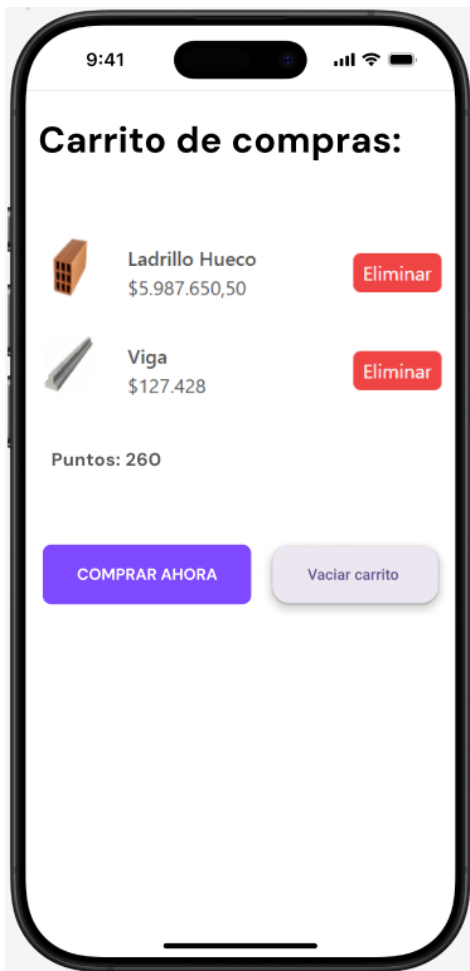 9:41
Carrito de compras:
Ladrillo Hueco
$5.987.650,50
Eliminar
Viga
$127.428
Eliminar
Puntos: 260
COMPRAR AHORA
Vaciar carrito